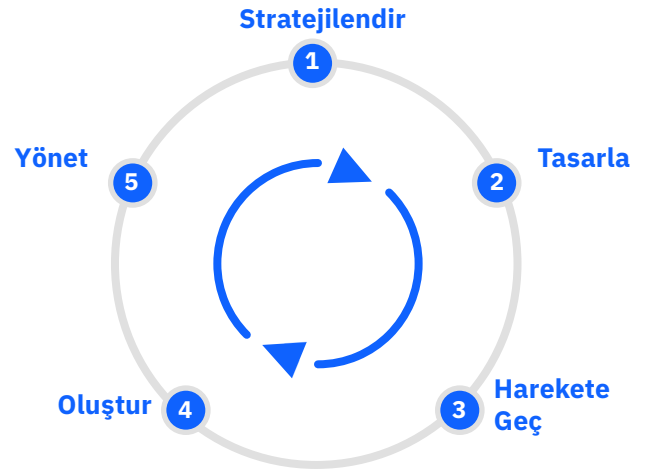 Stratejilendir
1
Tasarla
2
Harekete
Geç
3
Oluştur
4
Yönet
5